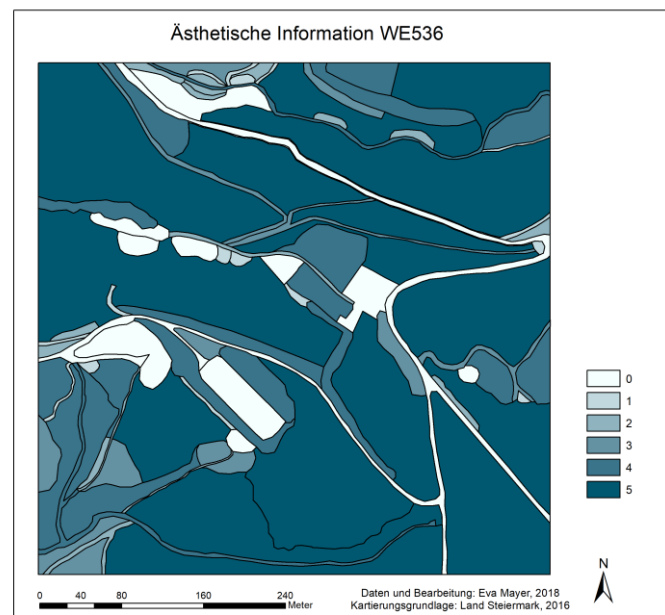 Ästhetische Information WE536
0
1
2
3
4
5
0 40 80 160 240
Meter
Daten und Bearbeitung: Eva Mayer, 2018
Kartierungsgrundlage: Land Steiermark, 2016
N